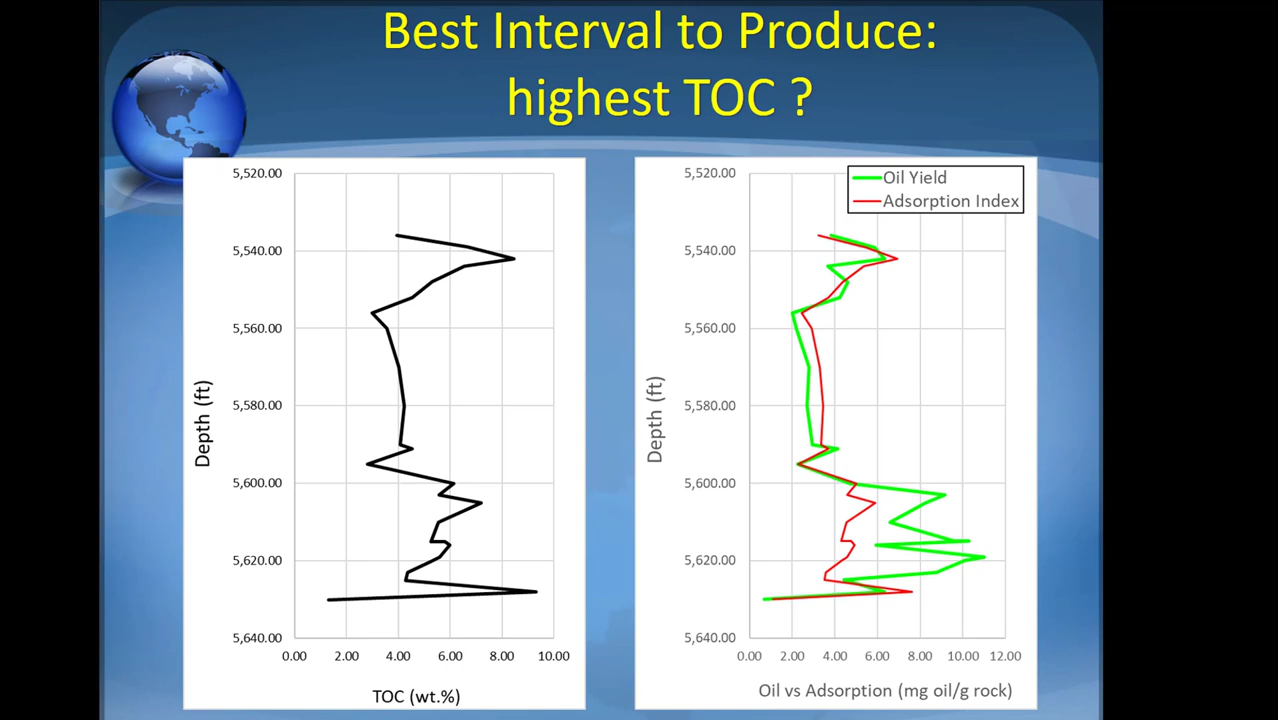 Best Interval to Produce:
highest TOC ?
5,520.00
5,540.00
5,560.00
5,580.00
5,600.00
5,620.00
5,640.00
Depth (ft)
0.00 2.00 4.00 6.00 8.00 10.00
TOC (wt.%)
Oil Yield
Adsorption Index
5,520.00
5,540.00
5,560.00
5,580.00
5,600.00
5,620.00
5,640.00
Depth (ft)
0.00 2.00 4.00 6.00 8.00 10.00 12.00
Oil vs Adsorption (mg oil/g rock)